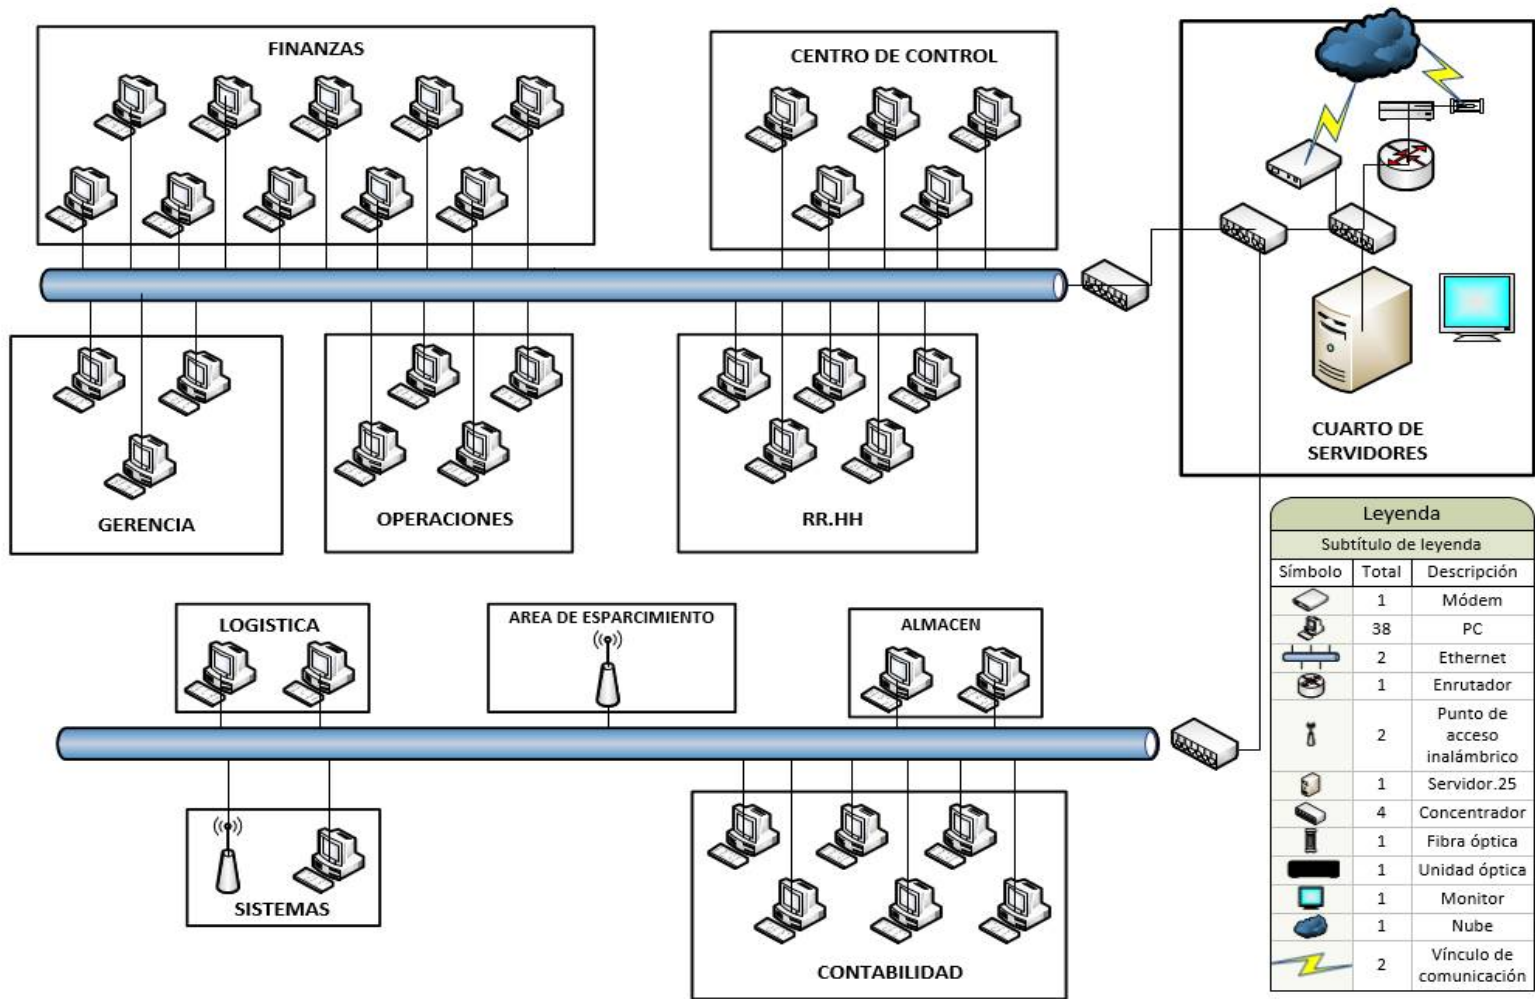 FINANZAS
CENTRO DE CONTROL
CUARTO DE
SERVIDORES
GERENCIA
OPERACIONES
RR.HH
LOGISTICA
AREA DE ESPARCIMIENTO
ALMACEN
SISTEMAS
CONTABILIDAD
Leyenda
Subtítulo de leyenda
Símbolo Total Descripción
1 Módem
38 PC
2 Ethernet
1 Enrutador
2 Punto de
acceso
inalámbrico
1 Servidor.25
4 Concentrador
1 Fibra óptica
1 Unidad óptica
1 Monitor
1 Nube
2 Vínculo de
comunicación